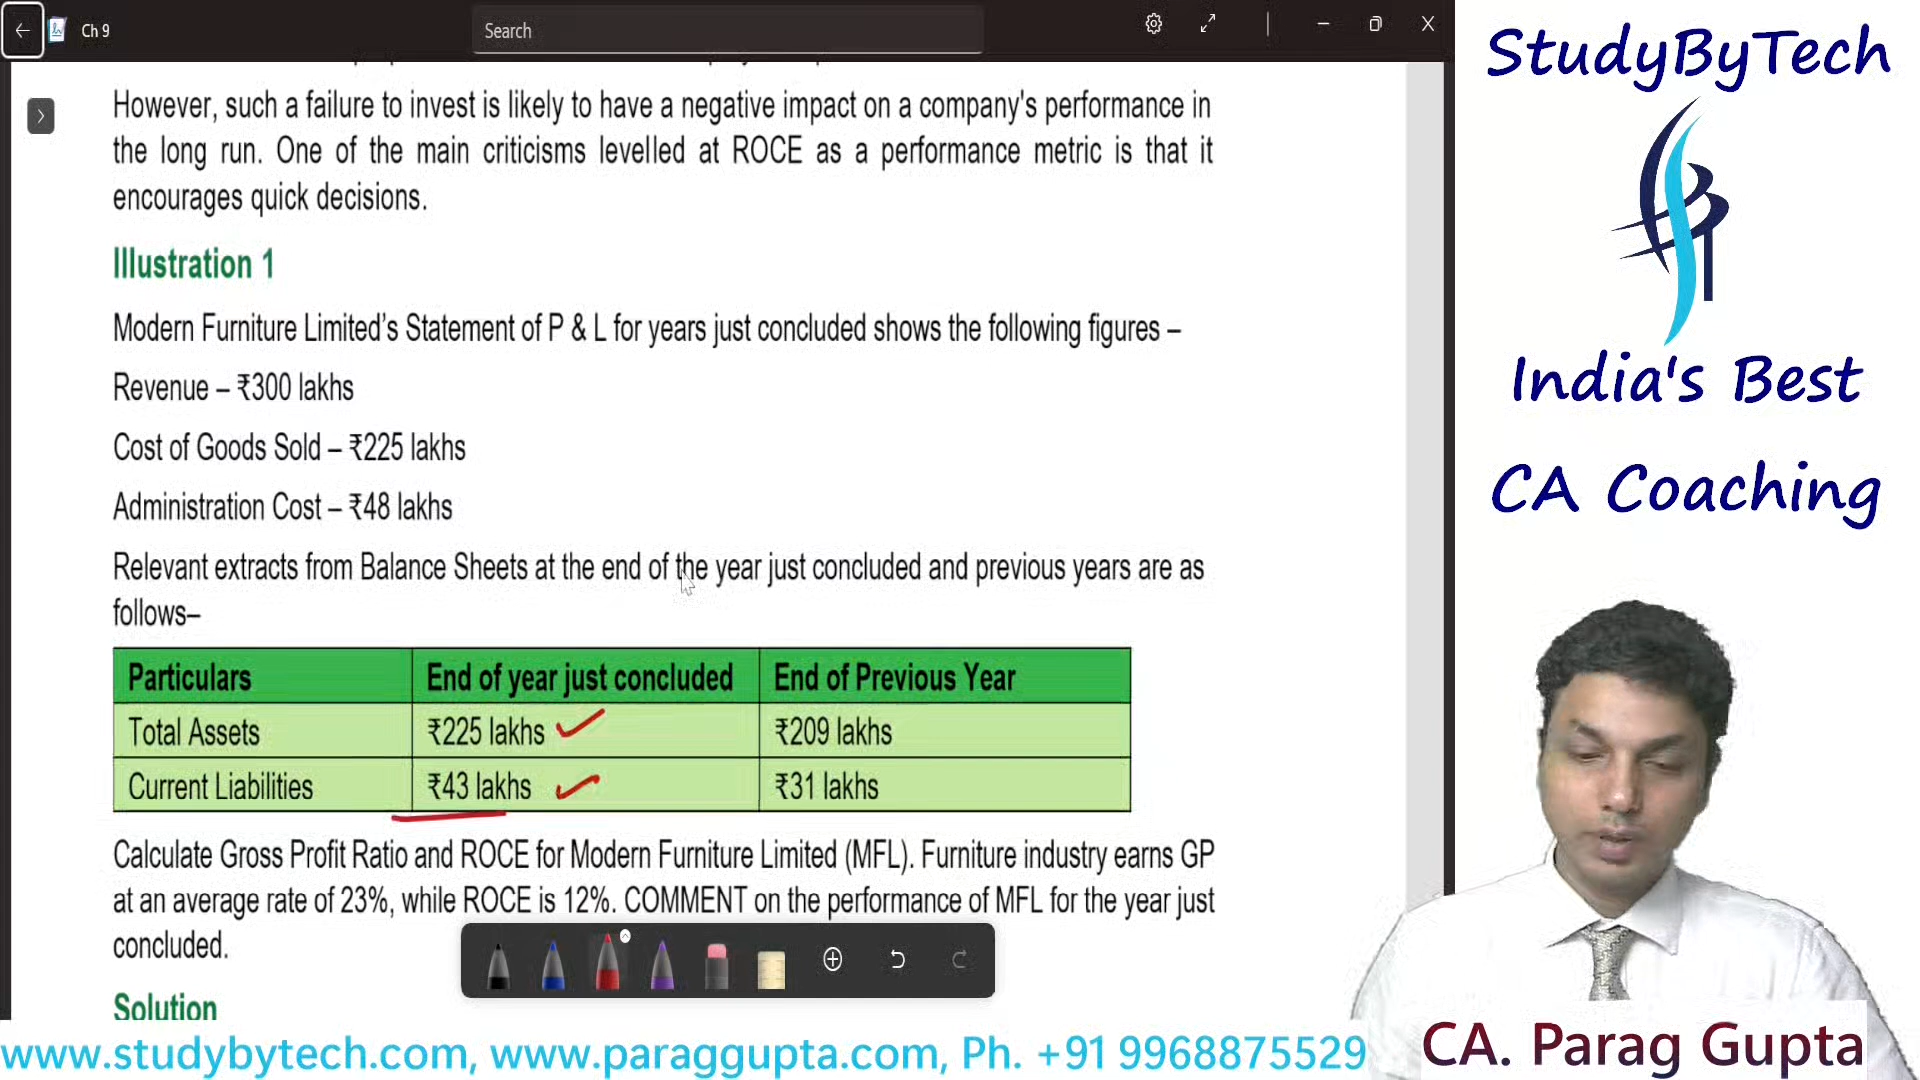 Ch 9
Search
StudyByTech
However, such a failure to invest is likely to have a negative impact on a company's performance in
the long run. One of the main criticisms levelled at ROCE as a performance metric is that it
encourages quick decisions.
Illustration 1
Modern Furniture Limited's Statement of P & L for years just concluded shows the following figures –
Revenue – ₹300 lakhs
Cost of Goods Sold – ₹225 lakhs
Administration Cost – ₹48 lakhs
Relevant extracts from Balance Sheets at the end of the year just concluded and previous years are as
follows–
Particulars End of year just concluded End of Previous Year
Total Assets ₹225 lakhs ₹209 lakhs
Current Liabilities ₹43 lakhs ₹31 lakhs
Calculate Gross Profit Ratio and ROCE for Modern Furniture Limited (MFL). Furniture industry earns GP
at an average rate of 23%, while ROCE is 12%. COMMENT on the performance of MFL for the year just
concluded.
Solution
India's Best
CA Coaching
www.studybytech.com, www.paraggupta.com, Ph. +91 9968875529
CA. Parag Gupta